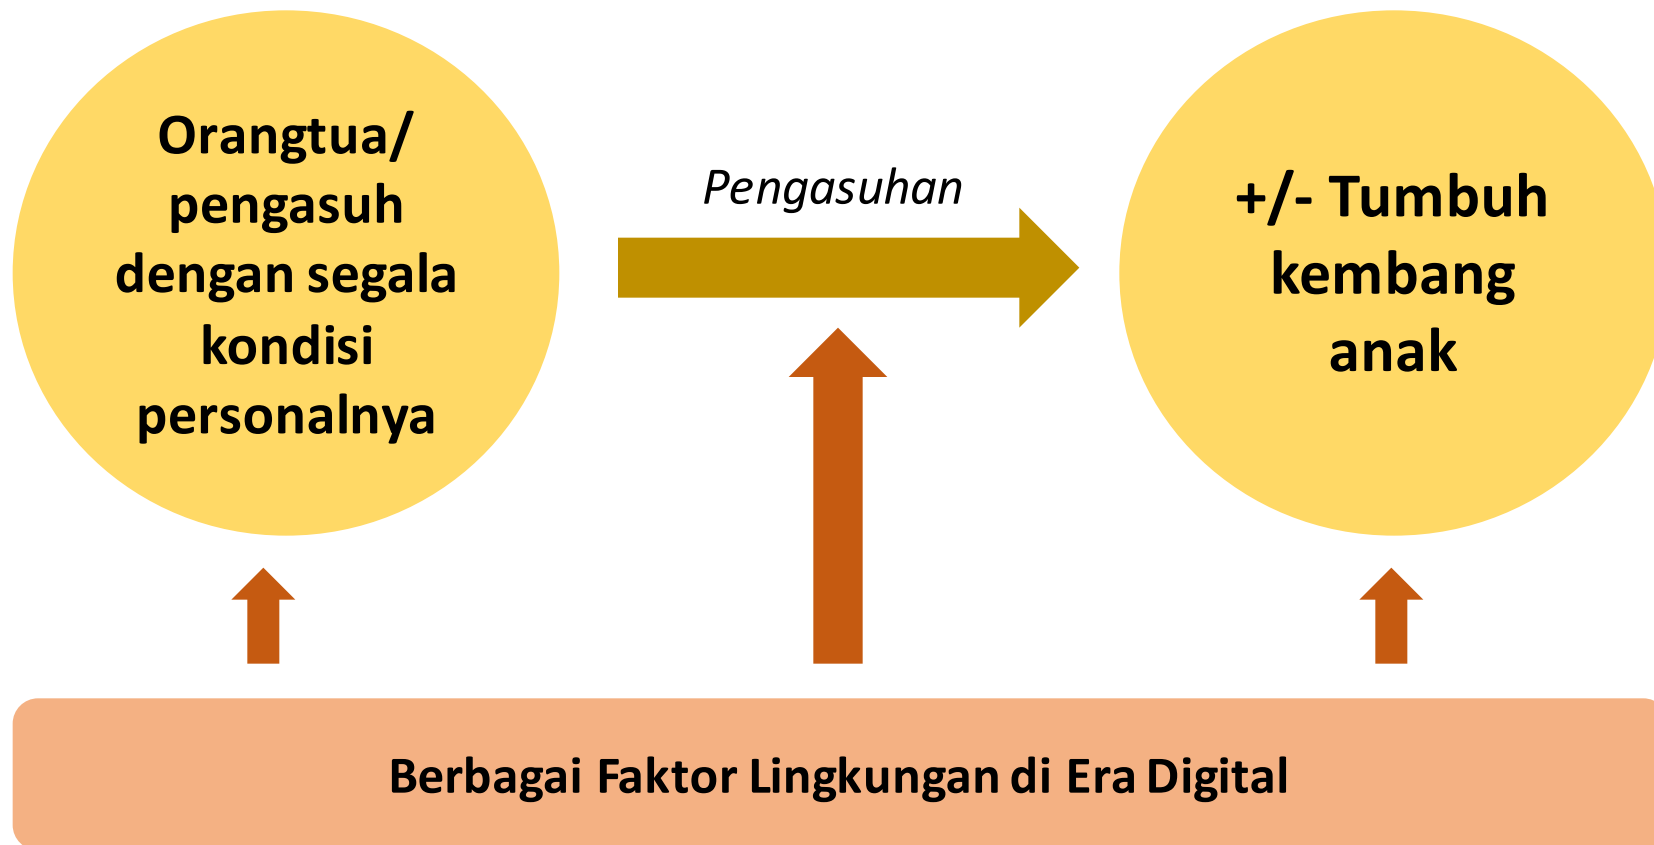 Orangtua/
pengasuh
dengan segala
kondisi
personalnya
Pengasuhan
+/- Tumbuh
kembang
anak
Berbagai Faktor Lingkungan di Era Digital